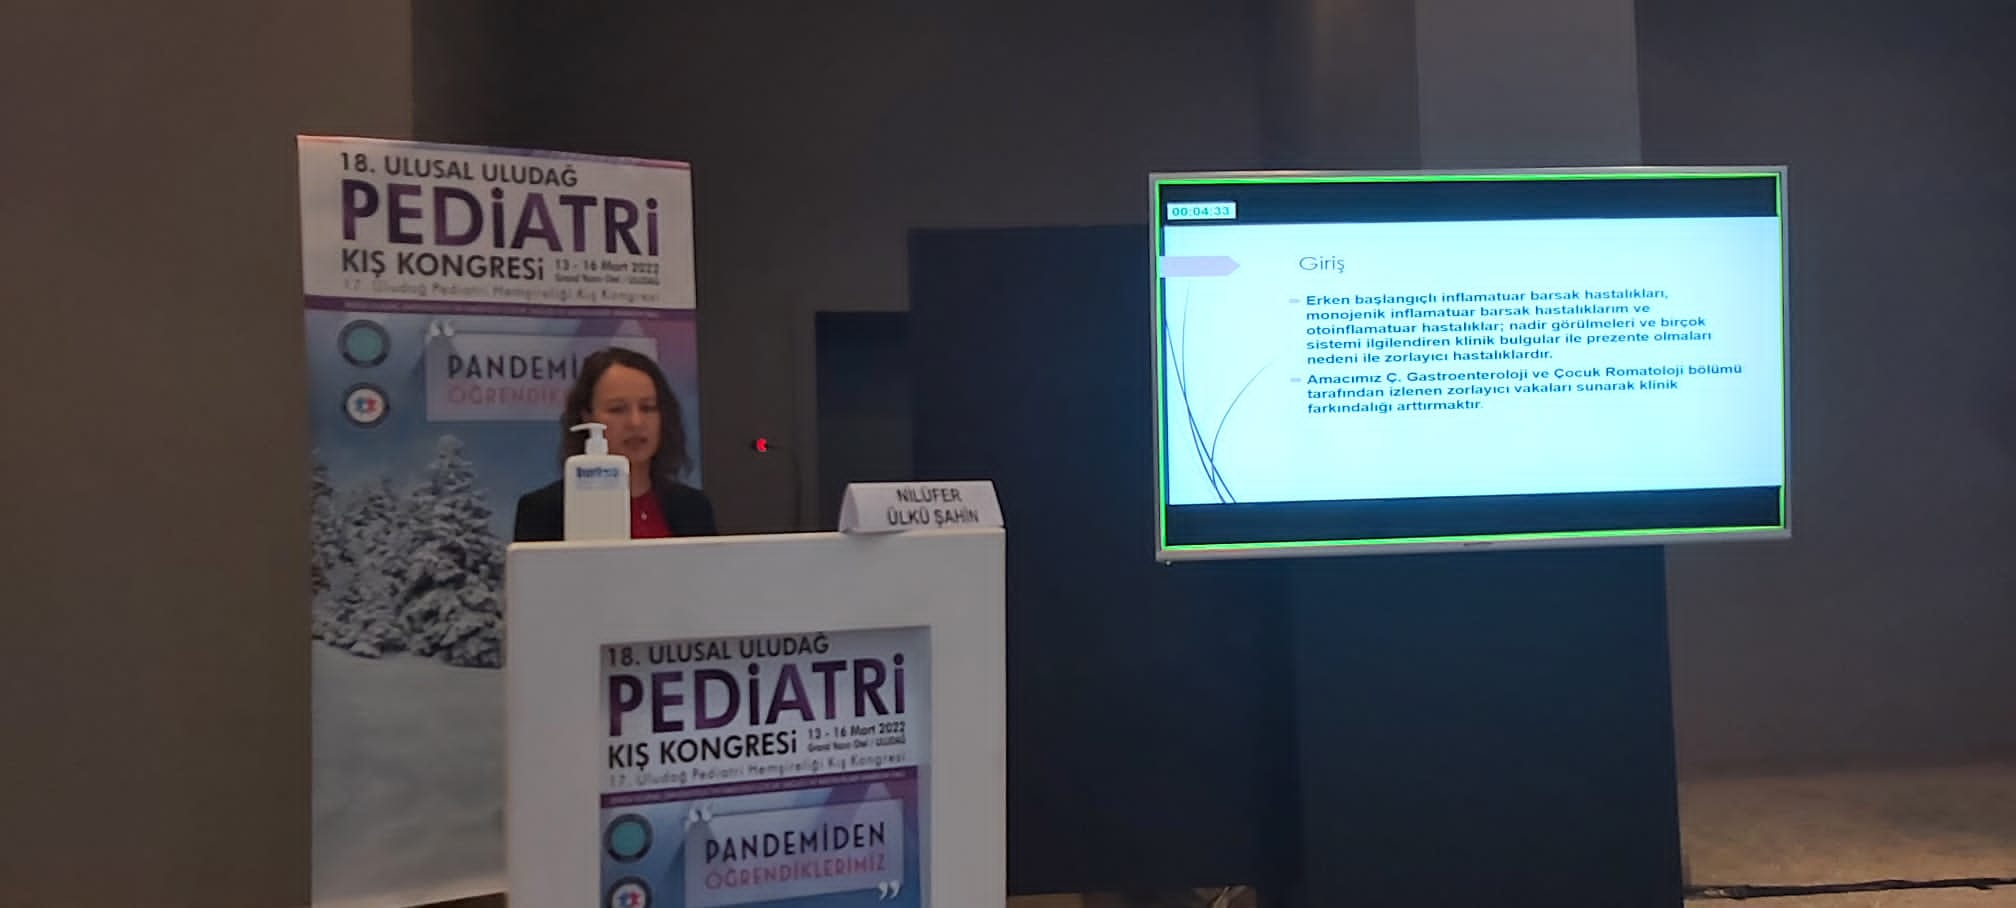 18. ULUSAL ULUDAĞ
PEDİATRİ
KIŞ KONGRESİ
13 - 16 Mart 2022
17. Uludağ Pediatri Hemşireliği Kış Kongresi
“
PANDEMİ
ÖĞRENDİK
NİLÜFER
ÜLKÜ ŞAHİN
18. ULUSAL ULUDAĞ
PEDİATRİ
KIŞ KONGRESİ
13 - 16 Mart 2022
17. Uludağ Pediatri Hemşireliği Kış Kongresi
“
PANDEMİDEN
ÖĞRENDİKLERİMİZ
”
00:04:33
Giriş
Erken başlangıçlı inflamatuar barsak hastalıkları,
monojenik inflamatuar barsak hastalıklarım ve
otoinflamatuar hastalıklar; nadir görülmeleri ve birçok
sistemi ilgilendiren klinik bulgular ile prezente olmaları
nedeni ile zorlayıcı hastalıklardır.
Amacımız Ç. Gastroenteroloji ve Çocuk Romatoloji bölümü
tarafından izlenen zorlayıcı vakaları sunarak klinik
farkındalığı arttırmaktır.